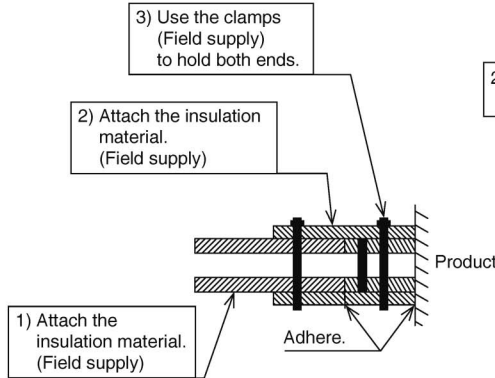 3) Use the clamps
(Field supply)
to hold both ends.
2) Attach the insulation
material.
(Field supply)
2
Product
1) Attach the
insulation material.
(Field supply)
Adhere.